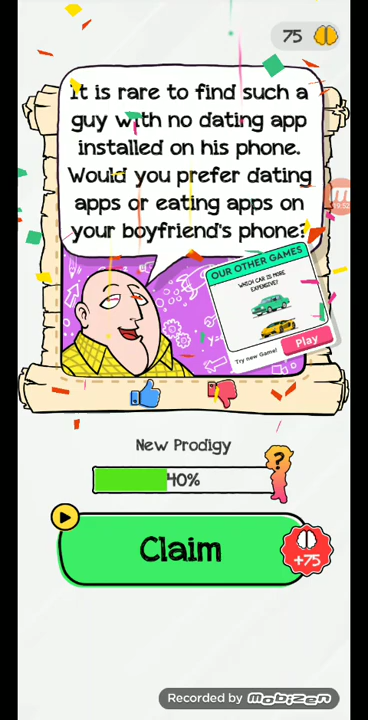 75
It is rare to find such a
guy with no dating app
installed on his phone.
Would you prefer dating
apps or eating apps on
your boyfriend's phone?
19:52
OUR OTHER GAMES
WHICH CAR IS MORE
EXPENSIVE?
Try new Game!
Play
New Prodigy
?
40%
Claim
+75
Recorded by mobizen